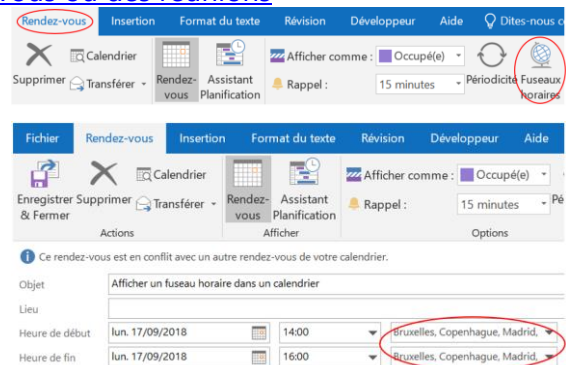 vous ou des réunions
Rendez-vous Insertion Format du texte Révision Développeur Aide Dites-nous c
Supprimer Calendrier Transférer Rendez-vous Assistant Planification Afficher comme : Occupé(e) Rappel : 15 minutes Périodicité Fuseaux horaires
Fichier Rendez-vous Insertion Format du texte Révision Développeur Aide
Enregistrer & Fermer Supprimer Calendrier Transférer Rendez-vous Assistant Planification Afficher comme : Occupé(e) Rappel : 15 minutes Pé
Actions Afficher Options
Ce rendez-vous est en conflit avec un autre rendez-vous de votre calendrier.
Objet Afficher un fuseau horaire dans un calendrier
Lieu
Heure de début lun. 17/09/2018 14:00 Bruxelles, Copenhague, Madrid,
Heure de fin lun. 17/09/2018 16:00 Bruxelles, Copenhague, Madrid,